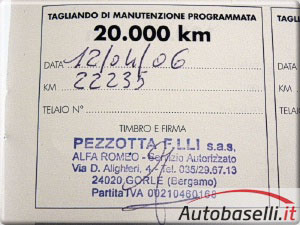 TAGLIANDO DI MANUTENZIONE PROGRAMMATA
20.000 km
DATA 12/04/06
KM 22235
TELAIO N°
TIMBRO E FIRMA
PEZZOTTA F.LLI s.a.s.
ALFA ROMEO - Servizio Autorizzato
Via D. Alighieri, 4 - Tel. 035/29.67.13
24020 GORLE (Bergamo)
Partita IVA 00210460168
Autobaselli.it